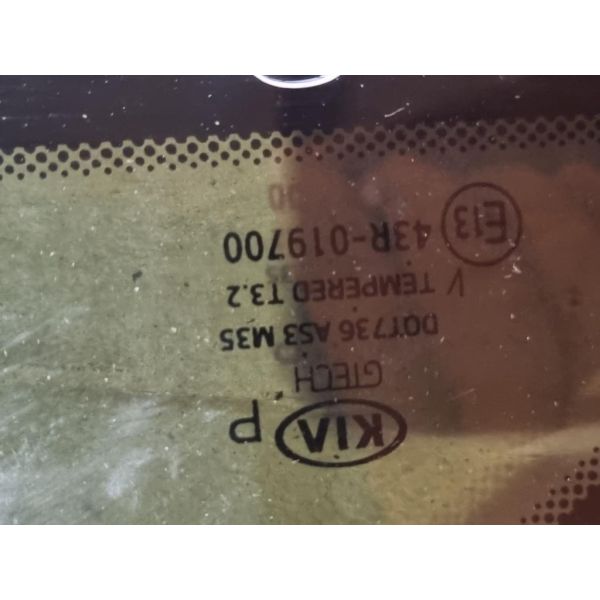 KIA P
GTECH
DOT736 AS3 M35
V TEMPERED T3.2
E13 43R-019700